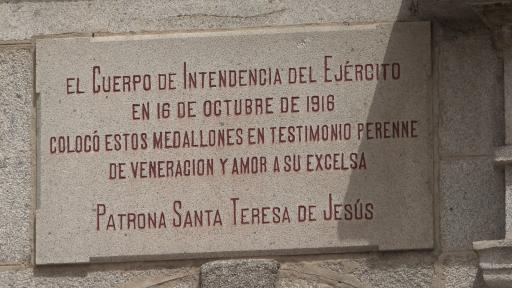 EL CUERPO DE INTENDENCIA DEL EJÉRCITO
EN 16 DE OCTUBRE DE 1916
COLOCÓ ESTOS MEDALLONES EN TESTIMONIO PERENNE
DE VENERACION Y AMOR A SU EXCELSA
PATRONA SANTA TERESA DE JESÚS